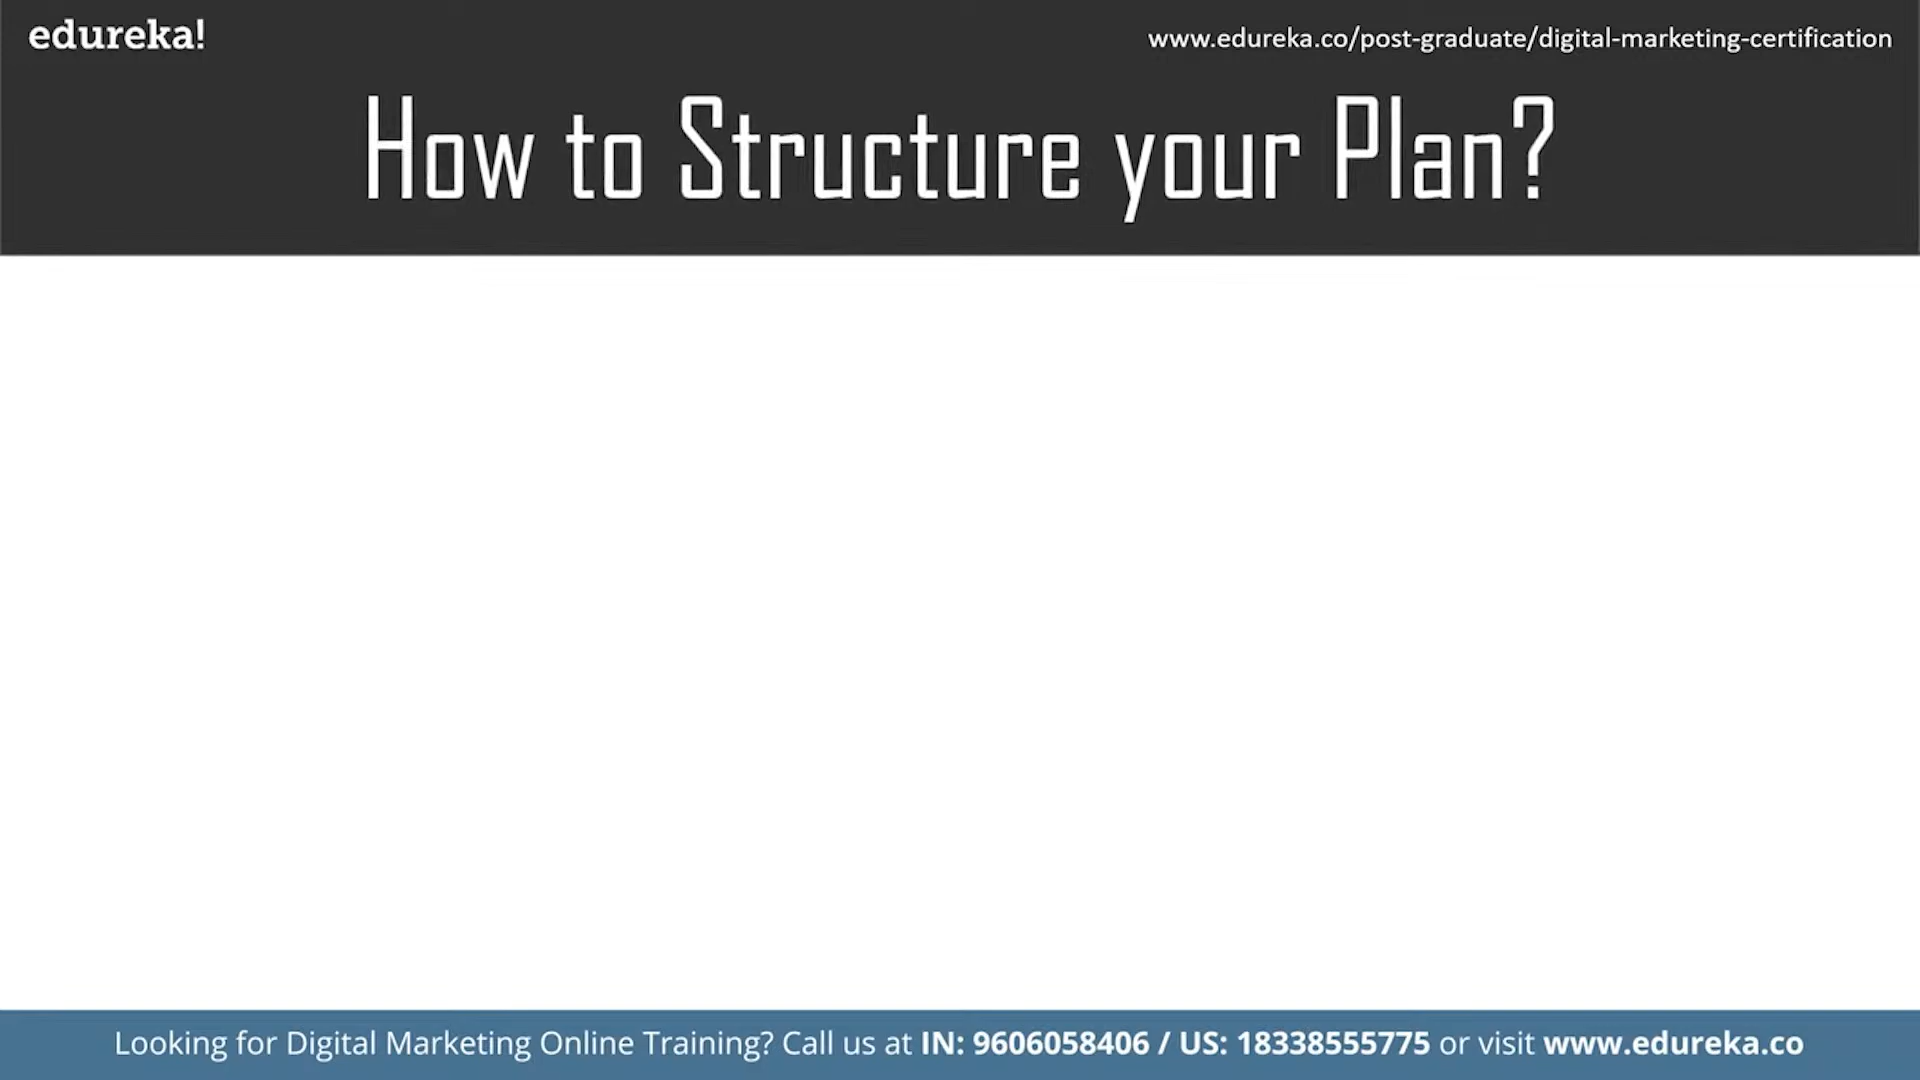 edureka!
www.edureka.co/post-graduate/digital-marketing-certification
How to Structure your Plan?
Looking for Digital Marketing Online Training? Call us at IN: 9606058406 / US: 18338555775 or visit www.edureka.co